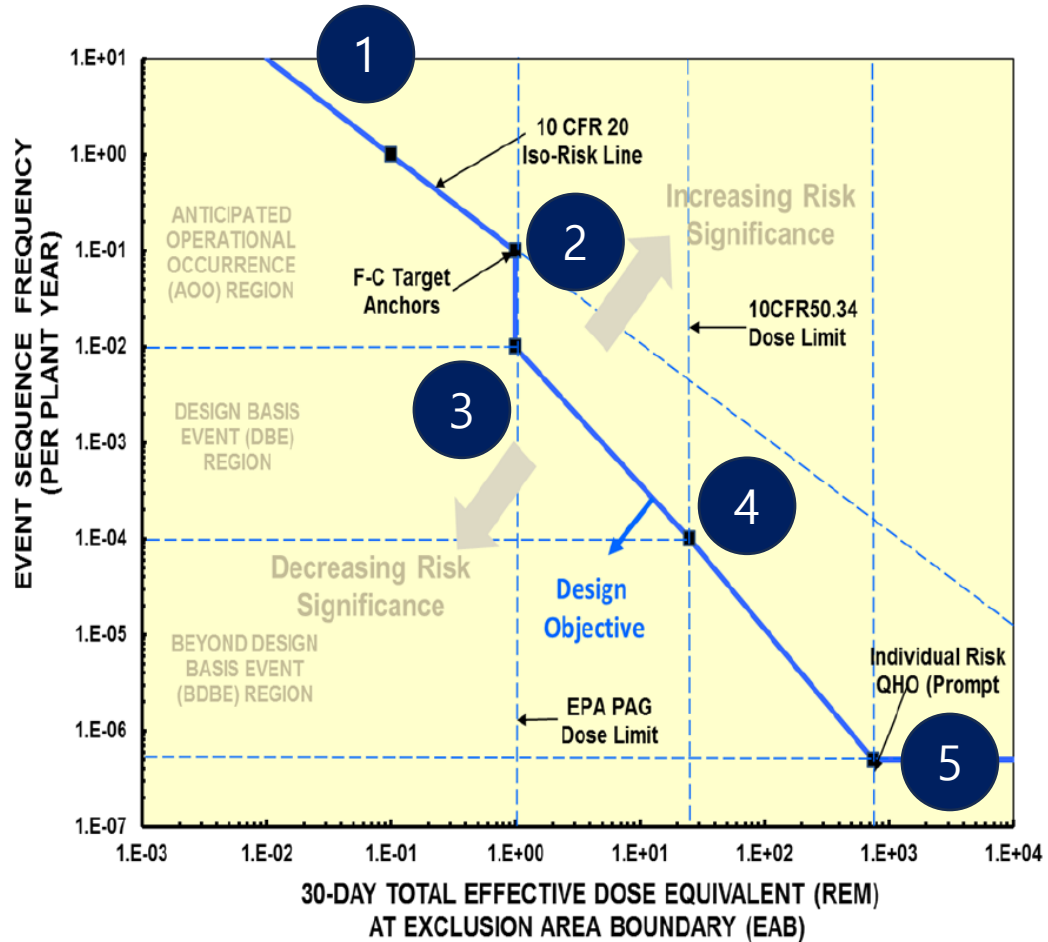 EVENT SEQUENCE FREQUENCY
(PER PLANT YEAR)
1.E+01
1.E+00
1.E-01
1.E-02
1.E-03
1.E-04
1.E-05
1.E-06
1.E-07
1
2
3
4
5
10 CFR 20
Iso-Risk Line
Increasing Risk
Significance
ANTICIPATED
OPERATIONAL
OCCURRENCE
(AOO) REGION
F-C Target
Anchors
10CFR50.34
Dose Limit
DESIGN BASIS
EVENT (DBE)
REGION
Decreasing Risk
Significance
Design
Objective
BEYOND DESIGN
BASIS EVENT
(BDBE) REGION
Individual Risk
QHO (Prompt
EPA PAG
Dose Limit
1.E-03
1.E-02
1.E-01
1.E+00
1.E+01
1.E+02
1.E+03
1.E+04
30-DAY TOTAL EFFECTIVE DOSE EQUIVALENT (REM)
AT EXCLUSION AREA BOUNDARY (EAB)